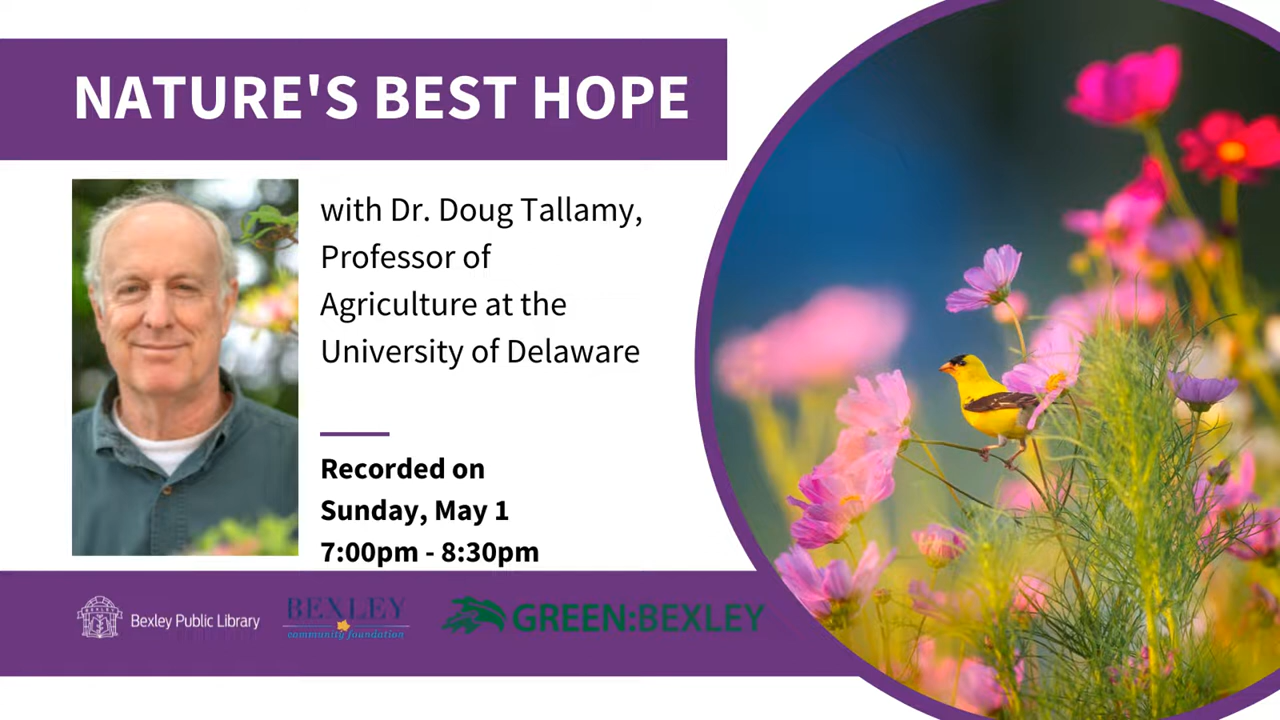 NATURE'S BEST HOPE
with Dr. Doug Tallamy,
Professor of
Agriculture at the
University of Delaware
Recorded on
Sunday, May 1
7:00pm - 8:30pm
Bexley Public Library
BEXLEY
community foundation
GREEN:BEXLEY